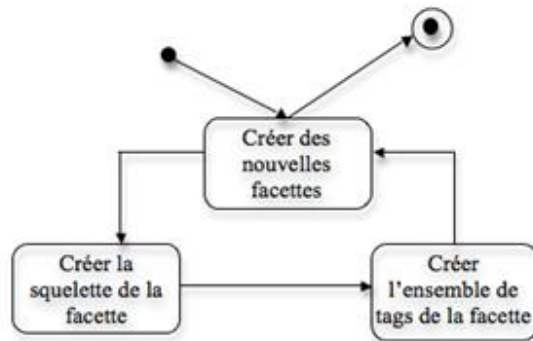 Créer des
nouvelles
facettes
Créer la
squelette de la
facette
Créer
l'ensemble de
tags de la facette